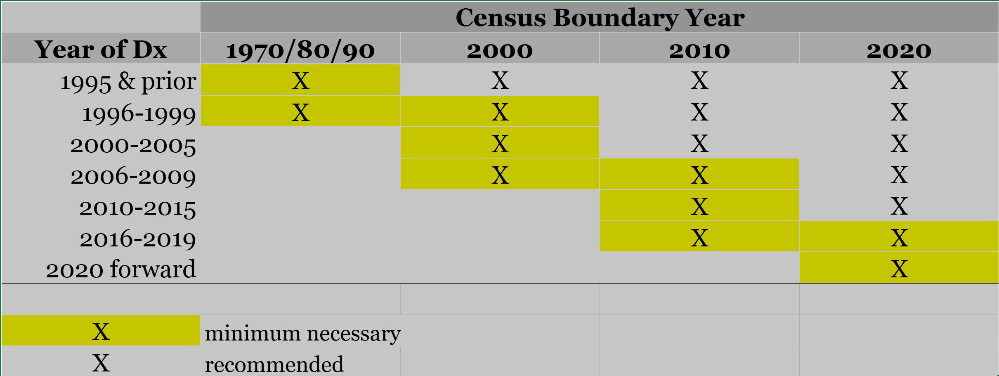 Census Boundary Year
Year of Dx 1970/80/90 2000 2010 2020
1995 & prior X X X X
1996-1999 X X X X
2000-2005 X X X
2006-2009 X X X
2010-2015 X X
2016-2019 X X
2020 forward X
X minimum necessary
X recommended